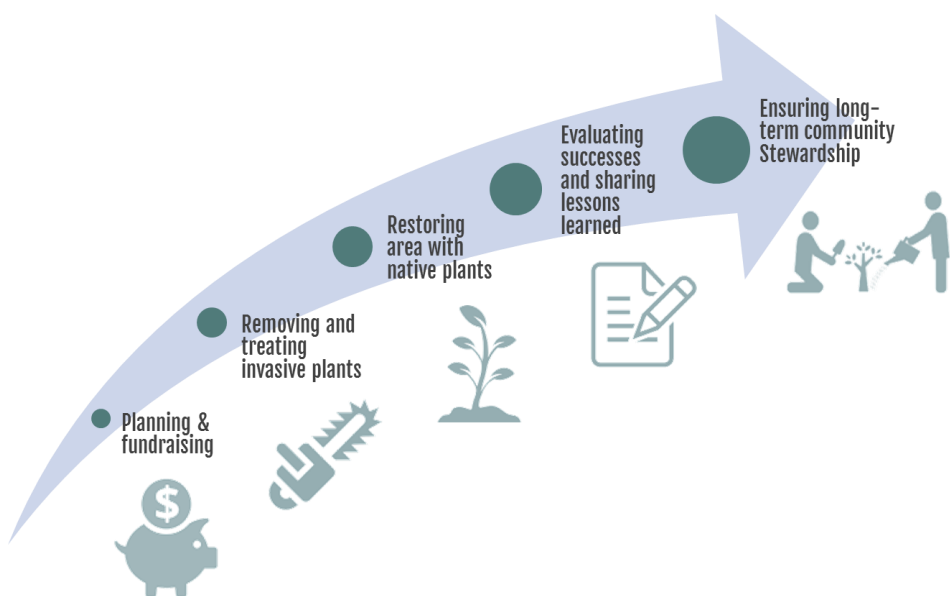 Planning &
fundraising
Removing and
treating
invasive plants
Restoring
area with
native plants
Evaluating
successes
and sharing
lessons
learned
Ensuring long-
term community
Stewardship
$